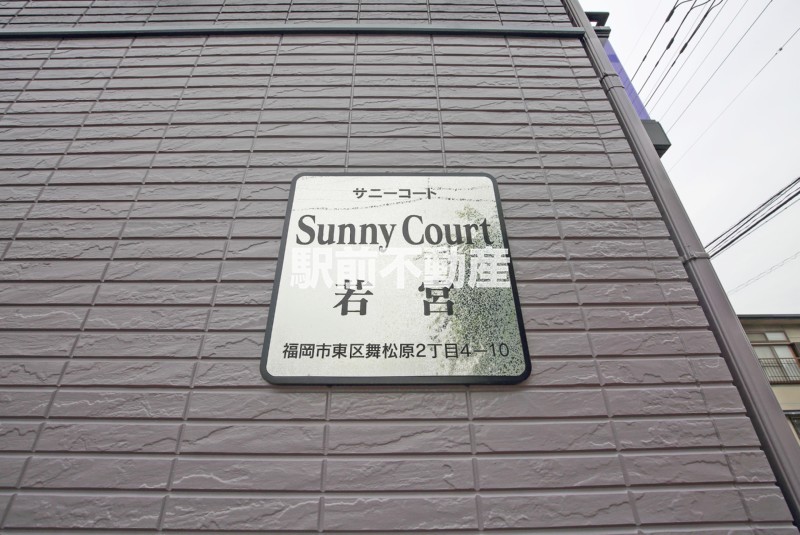 サニーコート
Sunny Court
駅前不動産
若宮
福岡市東区舞松原2丁目4-10